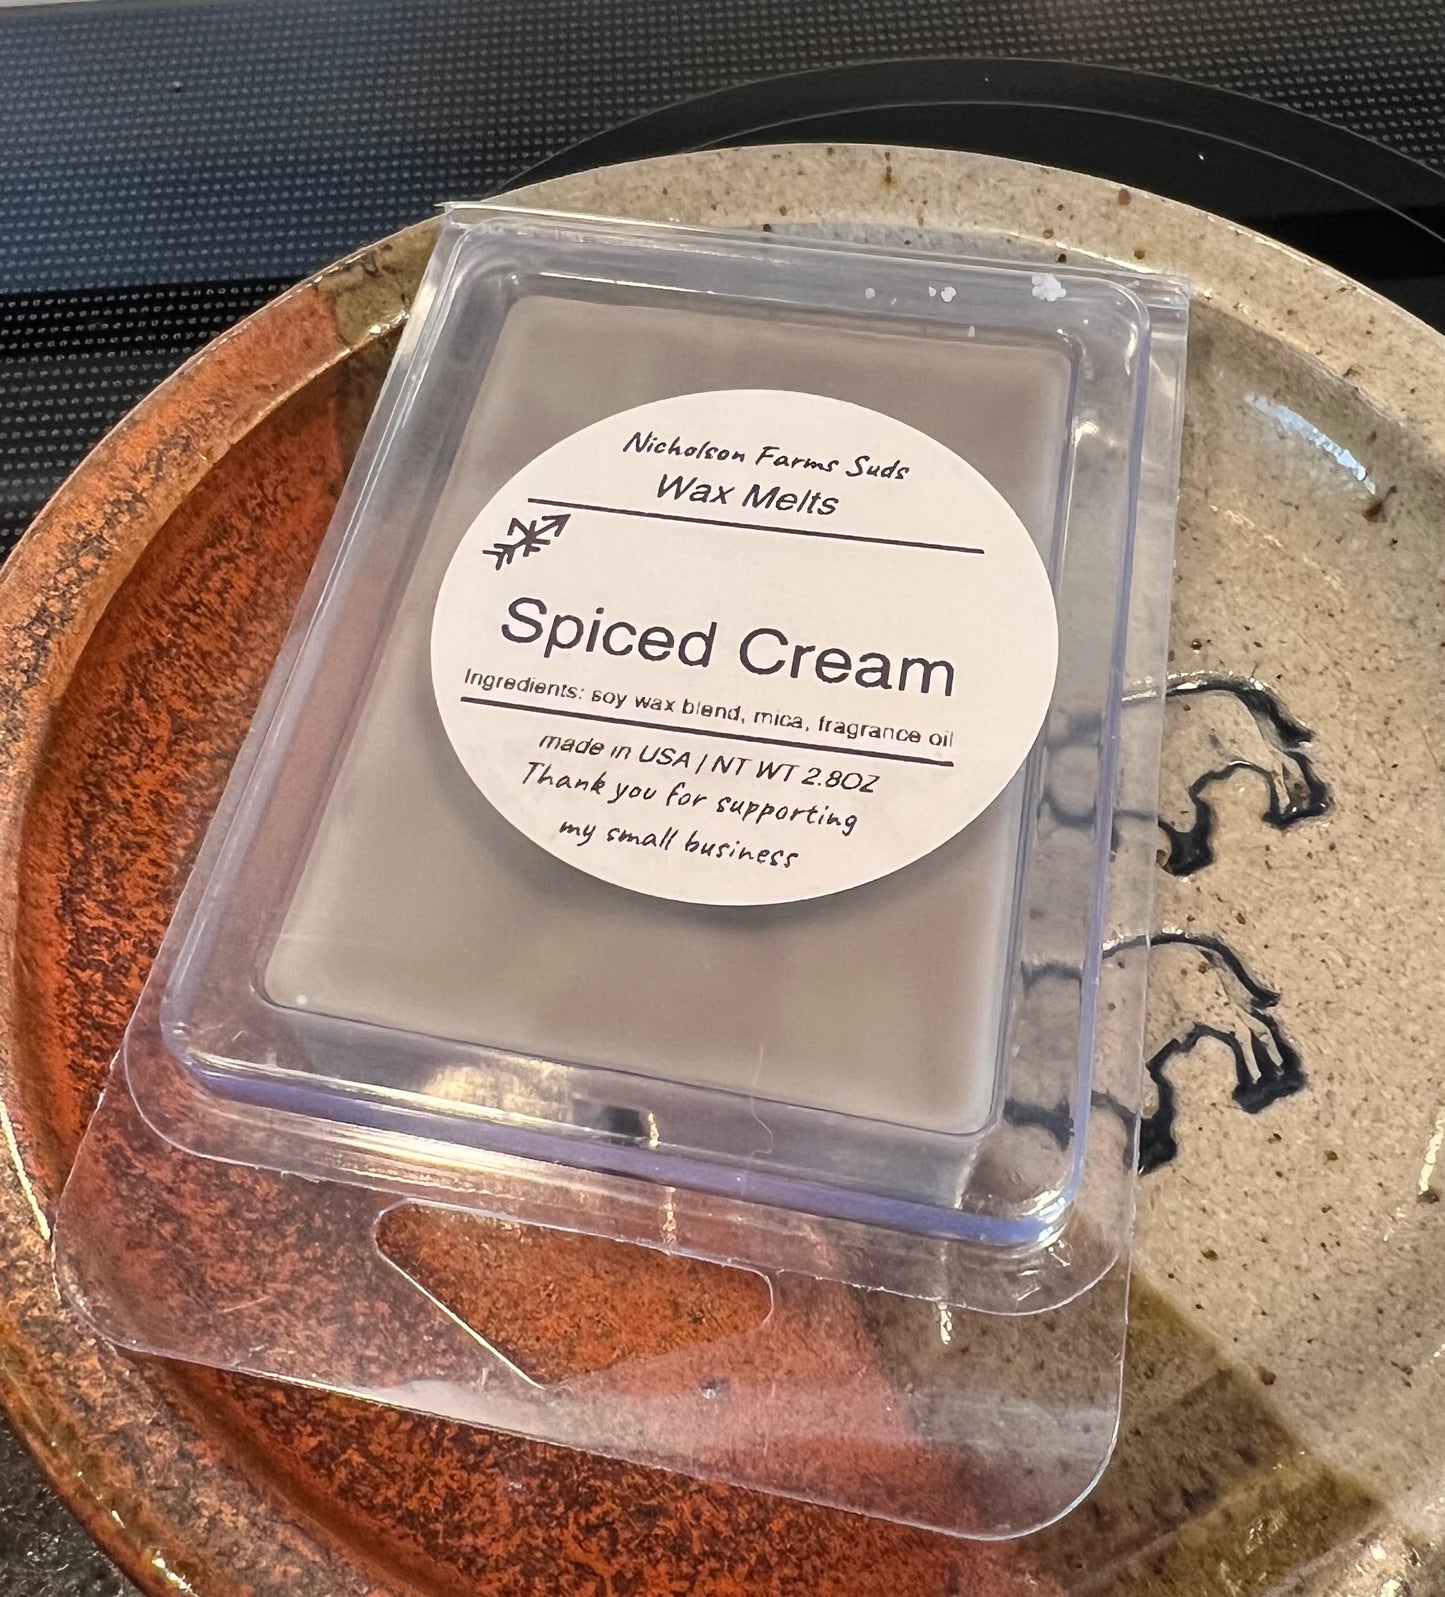 Nicholson Farms Suds
Wax Melts
Spiced Cream
Ingredients: soy wax blend, mica, fragrance oil
made in USA | NT WT 2.8OZ
Thank you for supporting
my small business